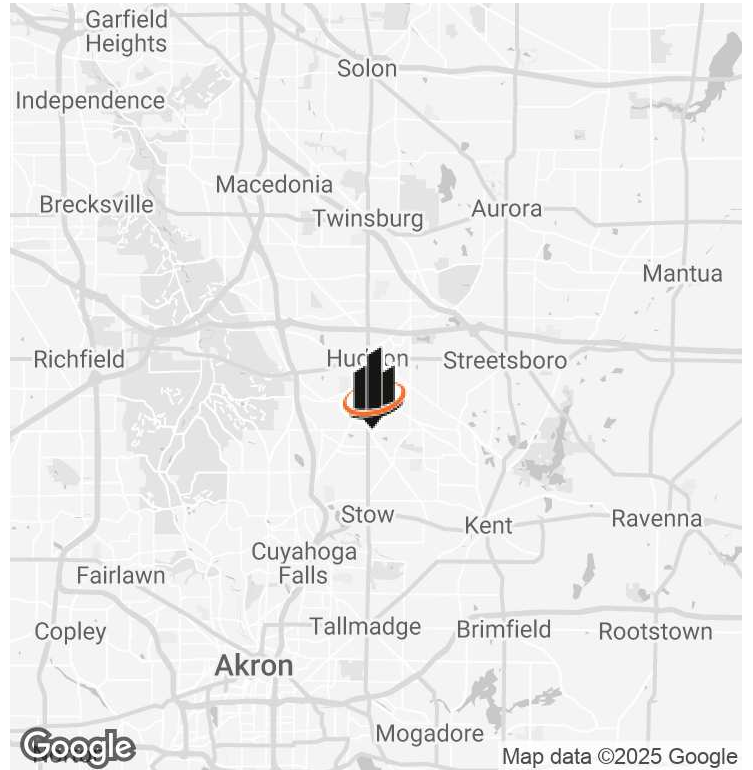 Garfield
Heights
Solon
Independence
Macedonia
Brecksville
Twinsburg
Aurora
Mantua
Richfield
Streetsboro
Stow
Kent
Ravenna
Cuyahoga
Falls
Fairlawn
Copley
Tallmadge
Brimfield
Rootstown
Akron
Mogadore
Google
Map data ©2025 Google